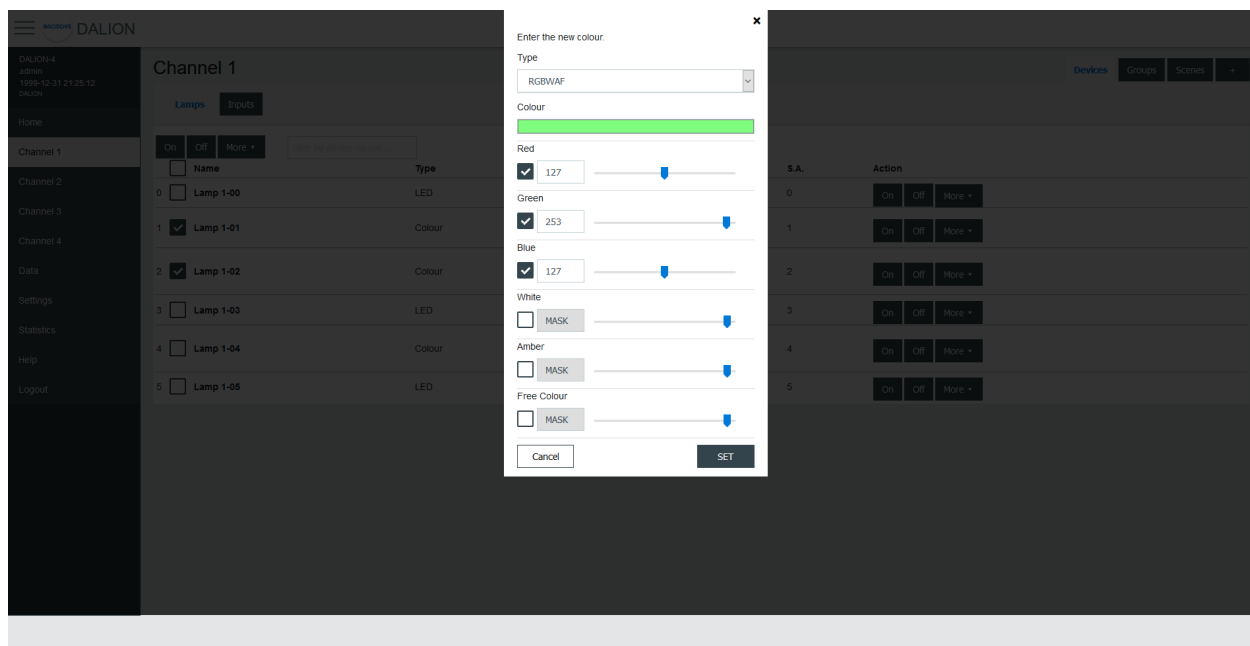 DALION
DALION-4
admin
1999-12-31 21:25:12
DALION
Home
Channel 1
Channel 2
Channel 3
Channel 4
Data
Settings
Statistics
Help
Logout
Channel 1
Devices Groups Scenes +
Lamps Inputs
On Off More
Name Type S.A. Action
0 Lamp 1-00 LED 0 On Off More
1 Lamp 1-01 Colour 1 On Off More
2 Lamp 1-02 Colour 2 On Off More
3 Lamp 1-03 LED 3 On Off More
4 Lamp 1-04 Colour 4 On Off More
5 Lamp 1-05 LED 5 On Off More
×
Enter the new colour.
Type
RGBWAF
Colour
Red
127
Green
253
Blue
127
White
MASK
Amber
MASK
Free Colour
MASK
Cancel SET